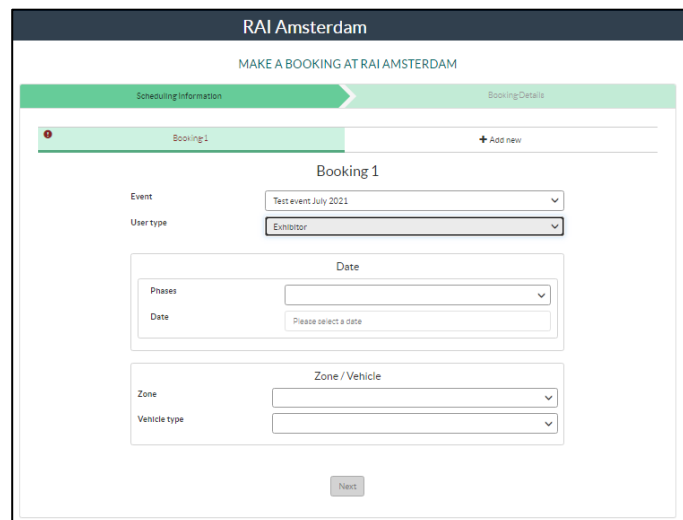 RAI Amsterdam
MAKE A BOOKING AT RAI AMSTERDAM
Scheduling Information
Booking Details
Booking 1
+ Add new
Booking 1
Event
Test event July 2021
User type
Exhibitor
Date
Phases
Date
Please select a date
Zone / Vehicle
Zone
Vehicle type
Next